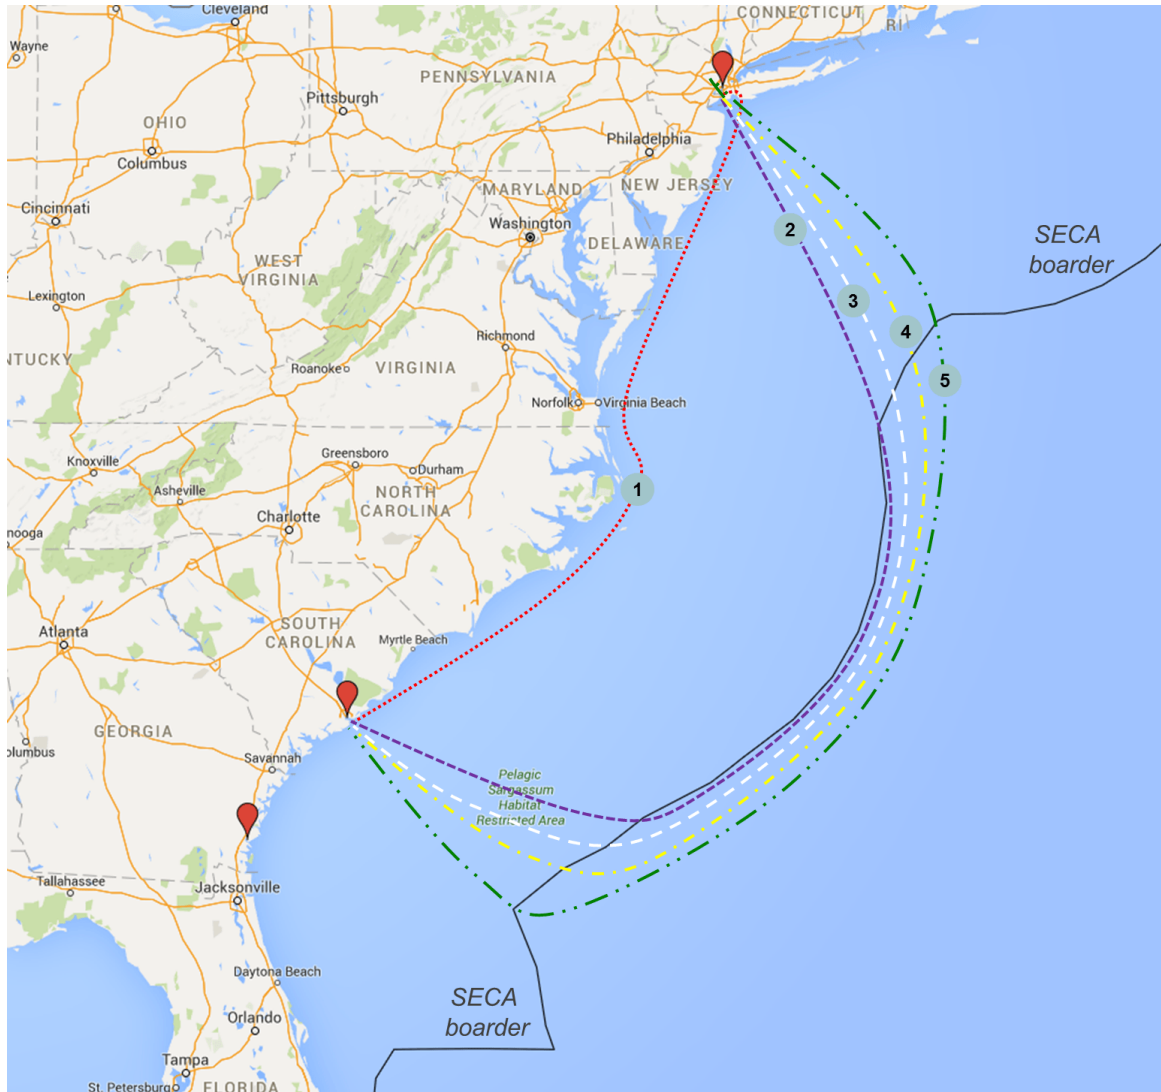 Cleveland
CONNECTICUT
RI
Wayne
PENNSYLVANIA
Pittsburgh
OHIO
Philadelphia
Columbus
MARYLAND
NEW JERSEY
Cincinnati
Washington
2
SECA
boarder
DELAWARE
WEST
VIRGINIA
Lexington
3
4
Richmond
NTUCKY
Roanoke
VIRGINIA
5
Norfolk
Virginia Beach
Knoxville
Greensboro
Durham
Asheville
NORTH
CAROLINA
1
Charlotte
nooga
SOUTH
CAROLINA
Atlanta
Myrtle Beach
GEORGIA
olumbus
Savannah
Pelagic
Sargassum
Habitat
Restricted Area
Tallahassee
Jacksonville
Daytona Beach
SECA
boarder
Orlando
Tampa
St. Petersburg
FLORIDA